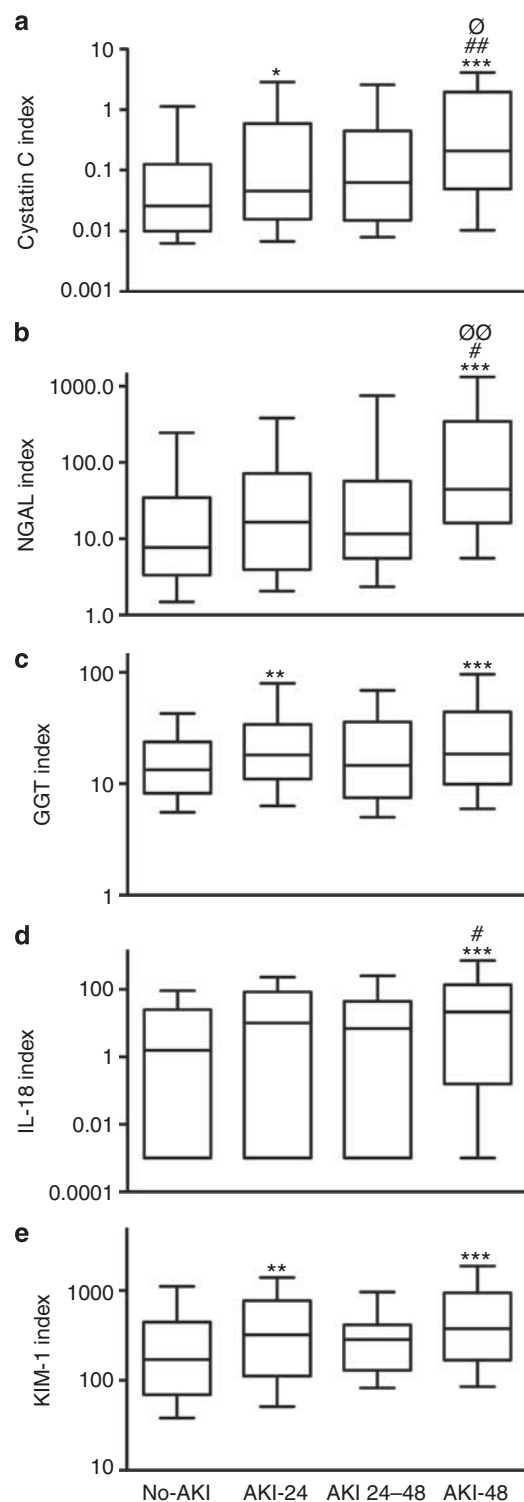 a
Ø
##
* ***
10
1
0.1
0.01
0.001
Cystatin C index
b
ØØ
#
***
1000.0
100.0
10.0
1.0
NGAL index
c
** ***
100
10
1
GGT index
d
#
***
100
1
0.01
0.0001
IL-18 index
e
** ***
1000
100
10
KIM-1 index
No-AKI AKI-24 AKI 24–48 AKI-48